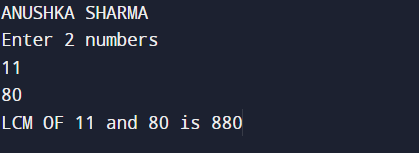 ANUSHKA SHARMA
Enter 2 numbers
11
80
LCM OF 11 and 80 is 880